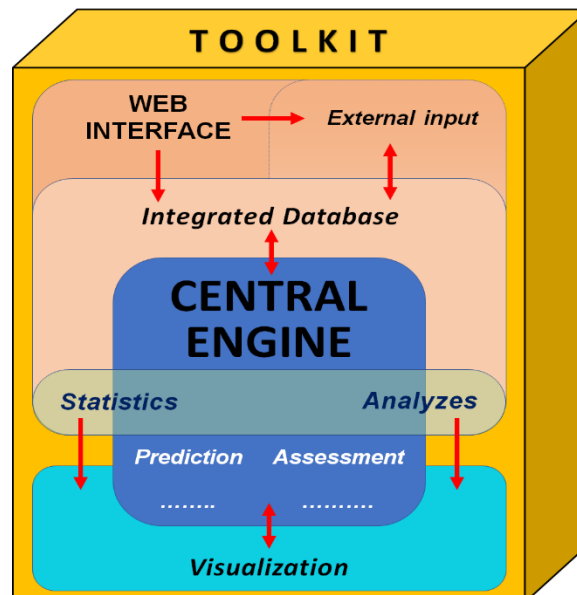 TOOLKIT
WEB
INTERFACE
External input
Integrated Database
CENTRAL
ENGINE
Statistics Analyzes
Prediction Assessment
........ ..........
Visualization